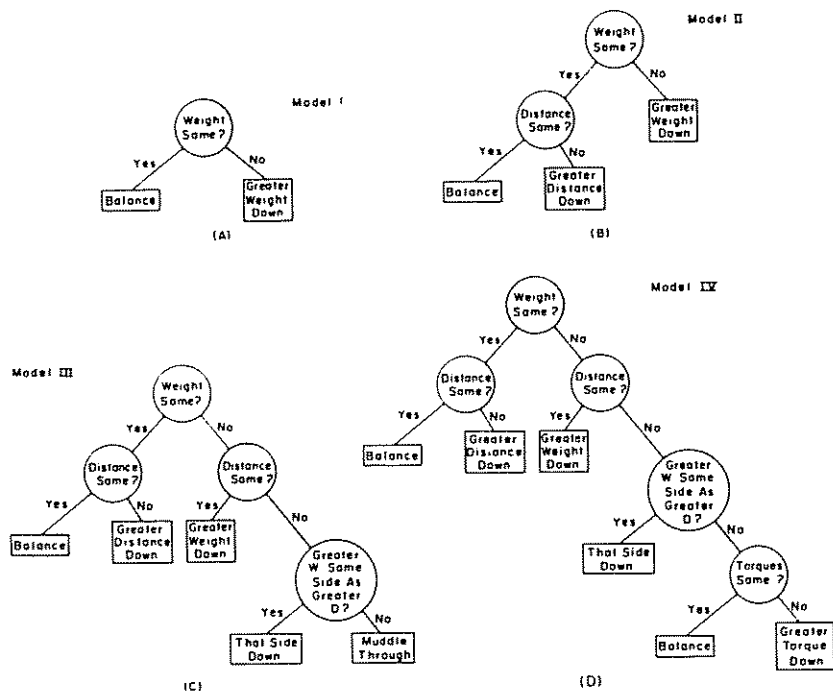 Model I
Weight
Same?
Yes
No
Balance
Greater
Weight
Down
(A)
Model II
Weight
Same?
Yes
No
Distance
Same?
Greater
Weight
Down
Yes
No
Balance
Greater
Distance
Down
(B)
Model III
Weight
Same?
Yes
No
Distance
Same?
Distance
Same?
Yes
No
Yes
No
Balance
Greater
Distance
Down
Greater
Weight
Down
Greater
W Same
Side As
Greater
D?
Yes
No
That Side
Down
Muddle
Through
(C)
Model IV
Weight
Same?
Yes
No
Distance
Same?
Distance
Same?
Yes
No
Yes
No
Balance
Greater
Distance
Down
Greater
Weight
Down
Greater
W Same
Side As
Greater
D?
Yes
No
That Side
Down
Torques
Same?
Yes
No
Balance
Greater
Torque
Down
(D)